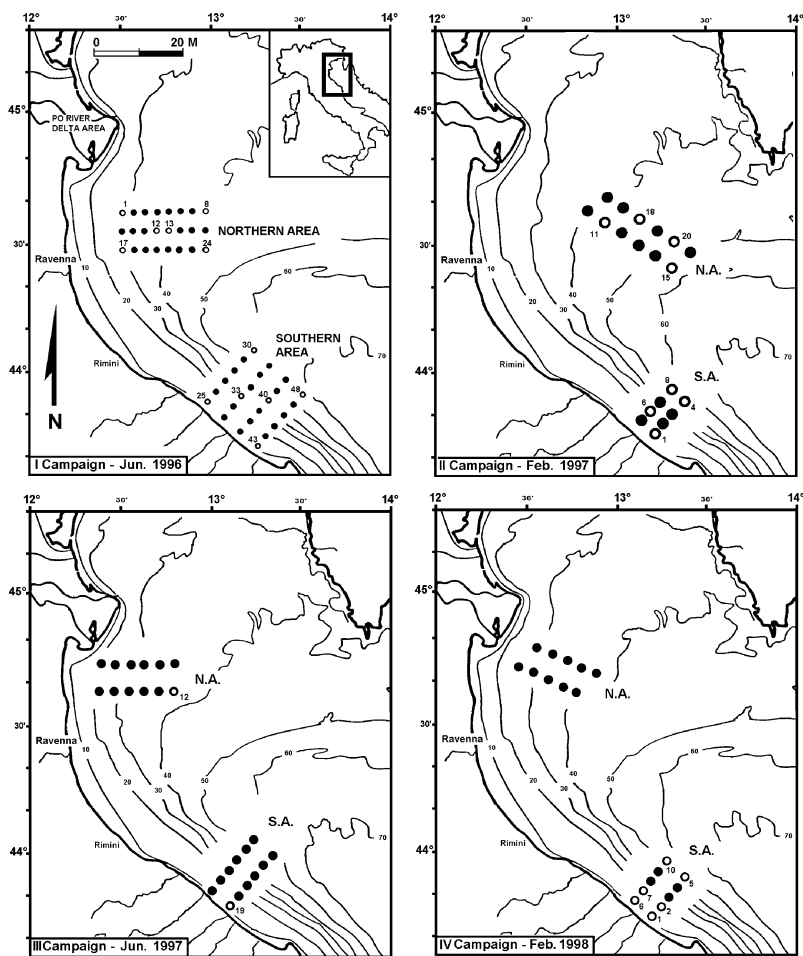 12° 30' 13° 30' 14°
0 20 M
45°
PO RIVER
DELTA AREA
1 8
12 13
NORTHERN AREA
30'
17 24
Ravenna
10
20
30
40
50
60
SOUTHERN
AREA
30
70
44°
Rimini
33
40
48
25
43
N
I Campaign - Jun. 1996
12° 30' 13° 30' 14°
45°
18
11
20
30'
15
N.A.
Ravenna
10
20
30
40
50
60
70
44°
Rimini
S.A.
8
6
4
1
II Campaign - Feb. 1997
12° 30' 13° 30' 14°
45°
N.A.
12
30'
Ravenna
10
20
30
40
50
60
70
S.A.
44°
Rimini
19
III Campaign - Jun. 1997
12° 30' 13° 30' 14°
45°
N.A.
30'
Ravenna
10
20
30
40
50
60
70
S.A.
44°
Rimini
10
5
7
6
2
1
IV Campaign - Feb. 1998